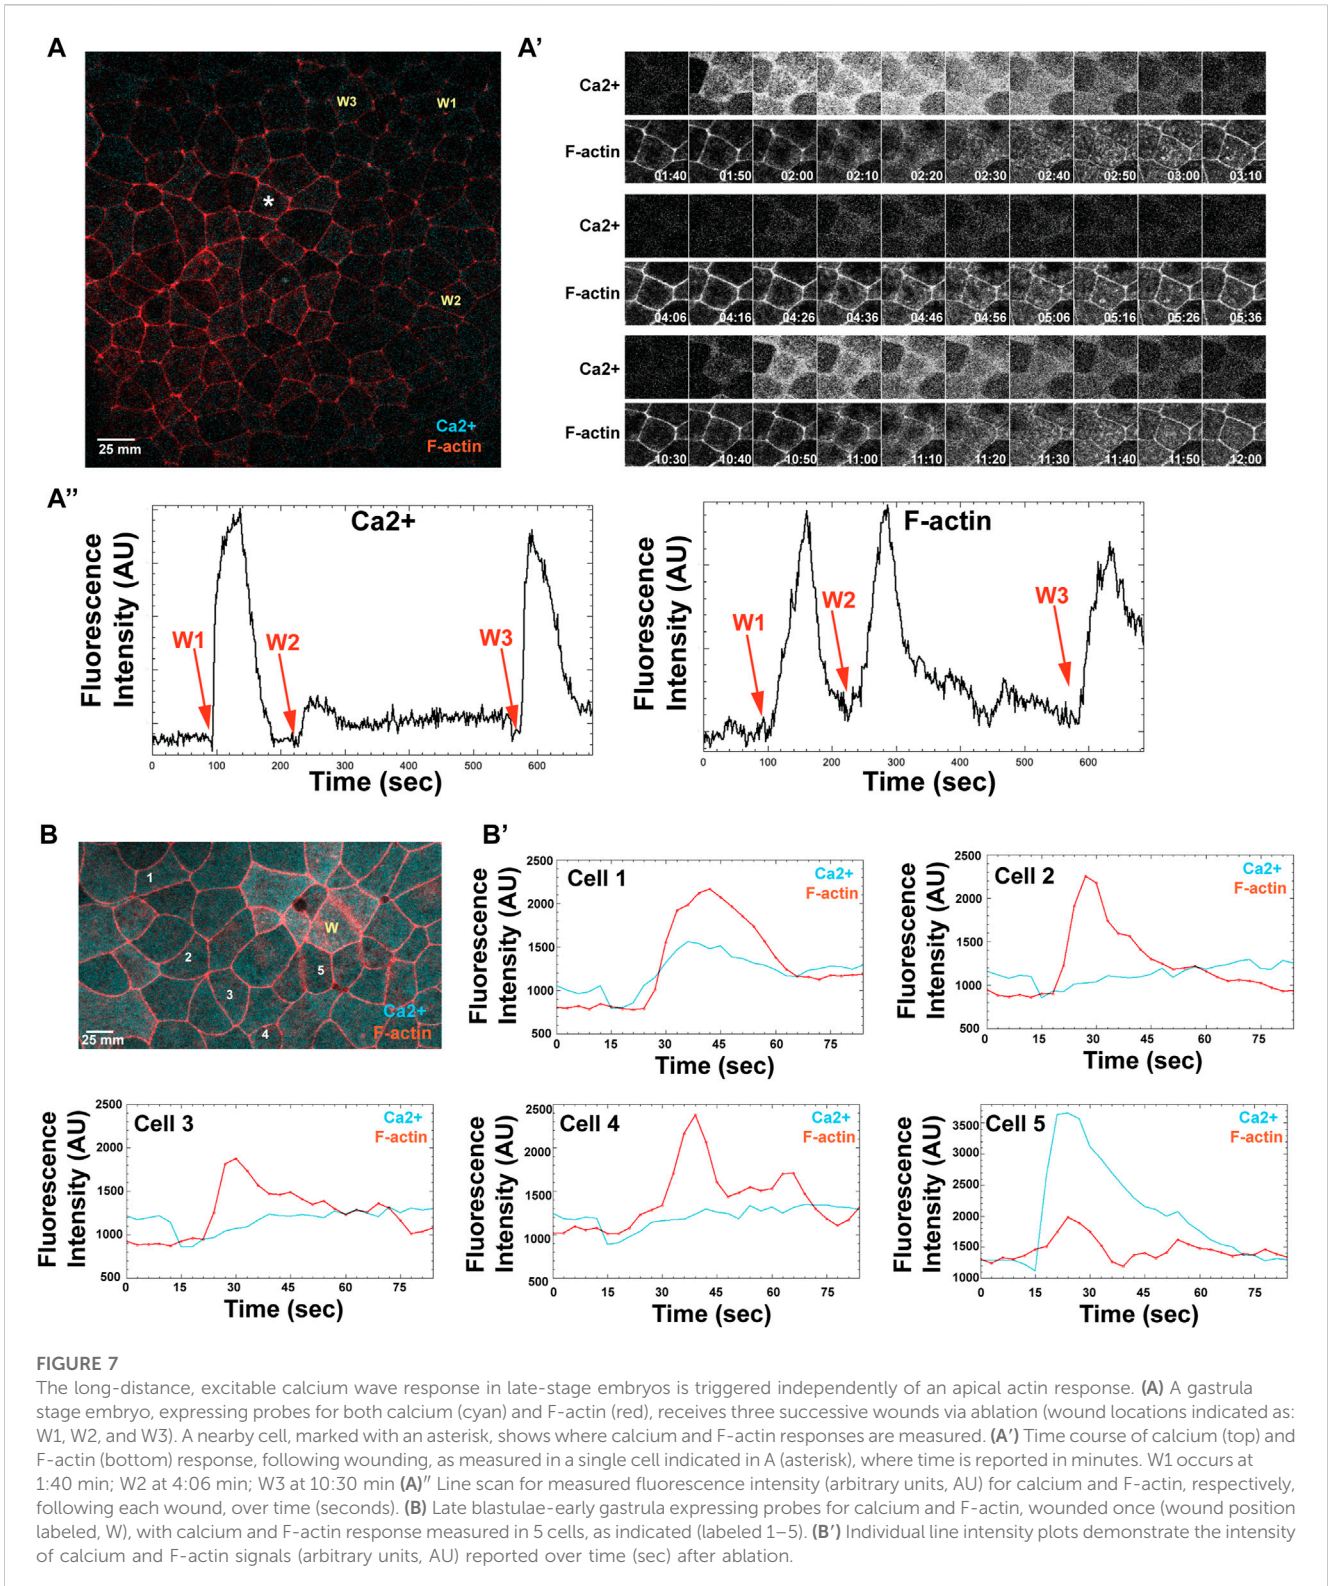 A
A'
W3
W1
*
W2
Ca2+
F-actin
25 mm
Ca2+
F-actin
01:40 01:50 02:00 02:10 02:20 02:30 02:40 02:50 03:00 03:10
Ca2+
F-actin
04:06 04:16 04:26 04:36 04:46 04:56 05:06 05:16 05:26 05:36
Ca2+
F-actin
10:30 10:40 10:50 11:00 11:10 11:20 11:30 11:40 11:50 12:00
A''
Fluorescence
Intensity (AU)
Ca2+
W1
W2
W3
0 100 200 300 400 500 600
Time (sec)
Fluorescence
Intensity (AU)
F-actin
W1
W2
W3
0 100 200 300 400 500 600
Time (sec)
B
1
W
2
5
3
4
Ca2+
F-actin
25 mm
B'
Fluorescence
Intensity (AU)
Cell 1
Ca2+
F-actin
2500
2000
1500
1000
500
0 15 30 45 60 75
Time (sec)
Fluorescence
Intensity (AU)
Cell 2
Ca2+
F-actin
2500
2000
1500
1000
500
0 15 30 45 60 75
Time (sec)
Fluorescence
Intensity (AU)
Cell 3
Ca2+
F-actin
2500
2000
1500
1000
500
0 15 30 45 60 75
Time (sec)
Fluorescence
Intensity (AU)
Cell 4
Ca2+
F-actin
2500
2000
1500
1000
500
0 15 30 45 60 75
Time (sec)
Fluorescence
Intensity (AU)
Cell 5
Ca2+
F-actin
3500
3000
2500
2000
1500
1000
0 15 30 45 60 75
Time (sec)
FIGURE 7
The long-distance, excitable calcium wave response in late-stage embryos is triggered independently of an apical actin response. (A) A gastrula
stage embryo, expressing probes for both calcium (cyan) and F-actin (red), receives three successive wounds via ablation (wound locations indicated as:
W1, W2, and W3). A nearby cell, marked with an asterisk, shows where calcium and F-actin responses are measured. (A') Time course of calcium (top) and
F-actin (bottom) response, following wounding, as measured in a single cell indicated in A (asterisk), where time is reported in minutes. W1 occurs at
1:40 min; W2 at 4:06 min; W3 at 10:30 min (A)'' Line scan for measured fluorescence intensity (arbitrary units, AU) for calcium and F-actin, respectively,
following each wound, over time (seconds). (B) Late blastulae-early gastrula expressing probes for calcium and F-actin, wounded once (wound position
labeled, W), with calcium and F-actin response measured in 5 cells, as indicated (labeled 1–5). (B') Individual line intensity plots demonstrate the intensity
of calcium and F-actin signals (arbitrary units, AU) reported over time (sec) after ablation.